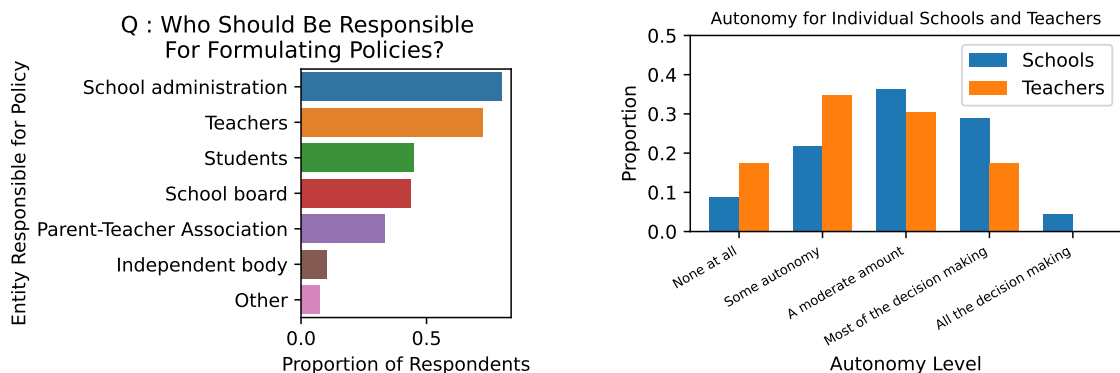 Q : Who Should Be Responsible
For Formulating Policies?
Entity Responsible for Policy
School administration
Teachers
Students
School board
Parent-Teacher Association
Independent body
Other
0.0
0.5
Proportion of Respondents
Autonomy for Individual Schools and Teachers
Proportion
0.5
0.4
0.3
0.2
0.1
0.0
Schools
Teachers
None at all
Some autonomy
A moderate amount
Most of the decision making
All the decision making
Autonomy Level